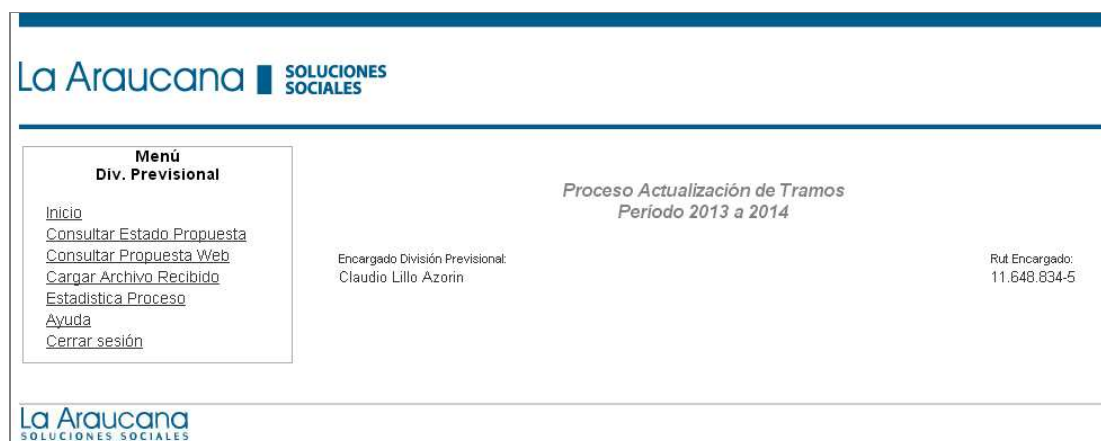 La Araucana SOLUCIONES SOCIALES
Menú
Div. Previsional
Inicio
Consultar Estado Propuesta
Consultar Propuesta Web
Cargar Archivo Recibido
Estadistica Proceso
Ayuda
Cerrar sesión
Proceso Actualización de Tramos
Período 2013 a 2014
Encargado División Previsional:
Claudio Lillo Azorin
Rut Encargado:
11.648.834-5
La Araucana
SOLUCIONES SOCIALES